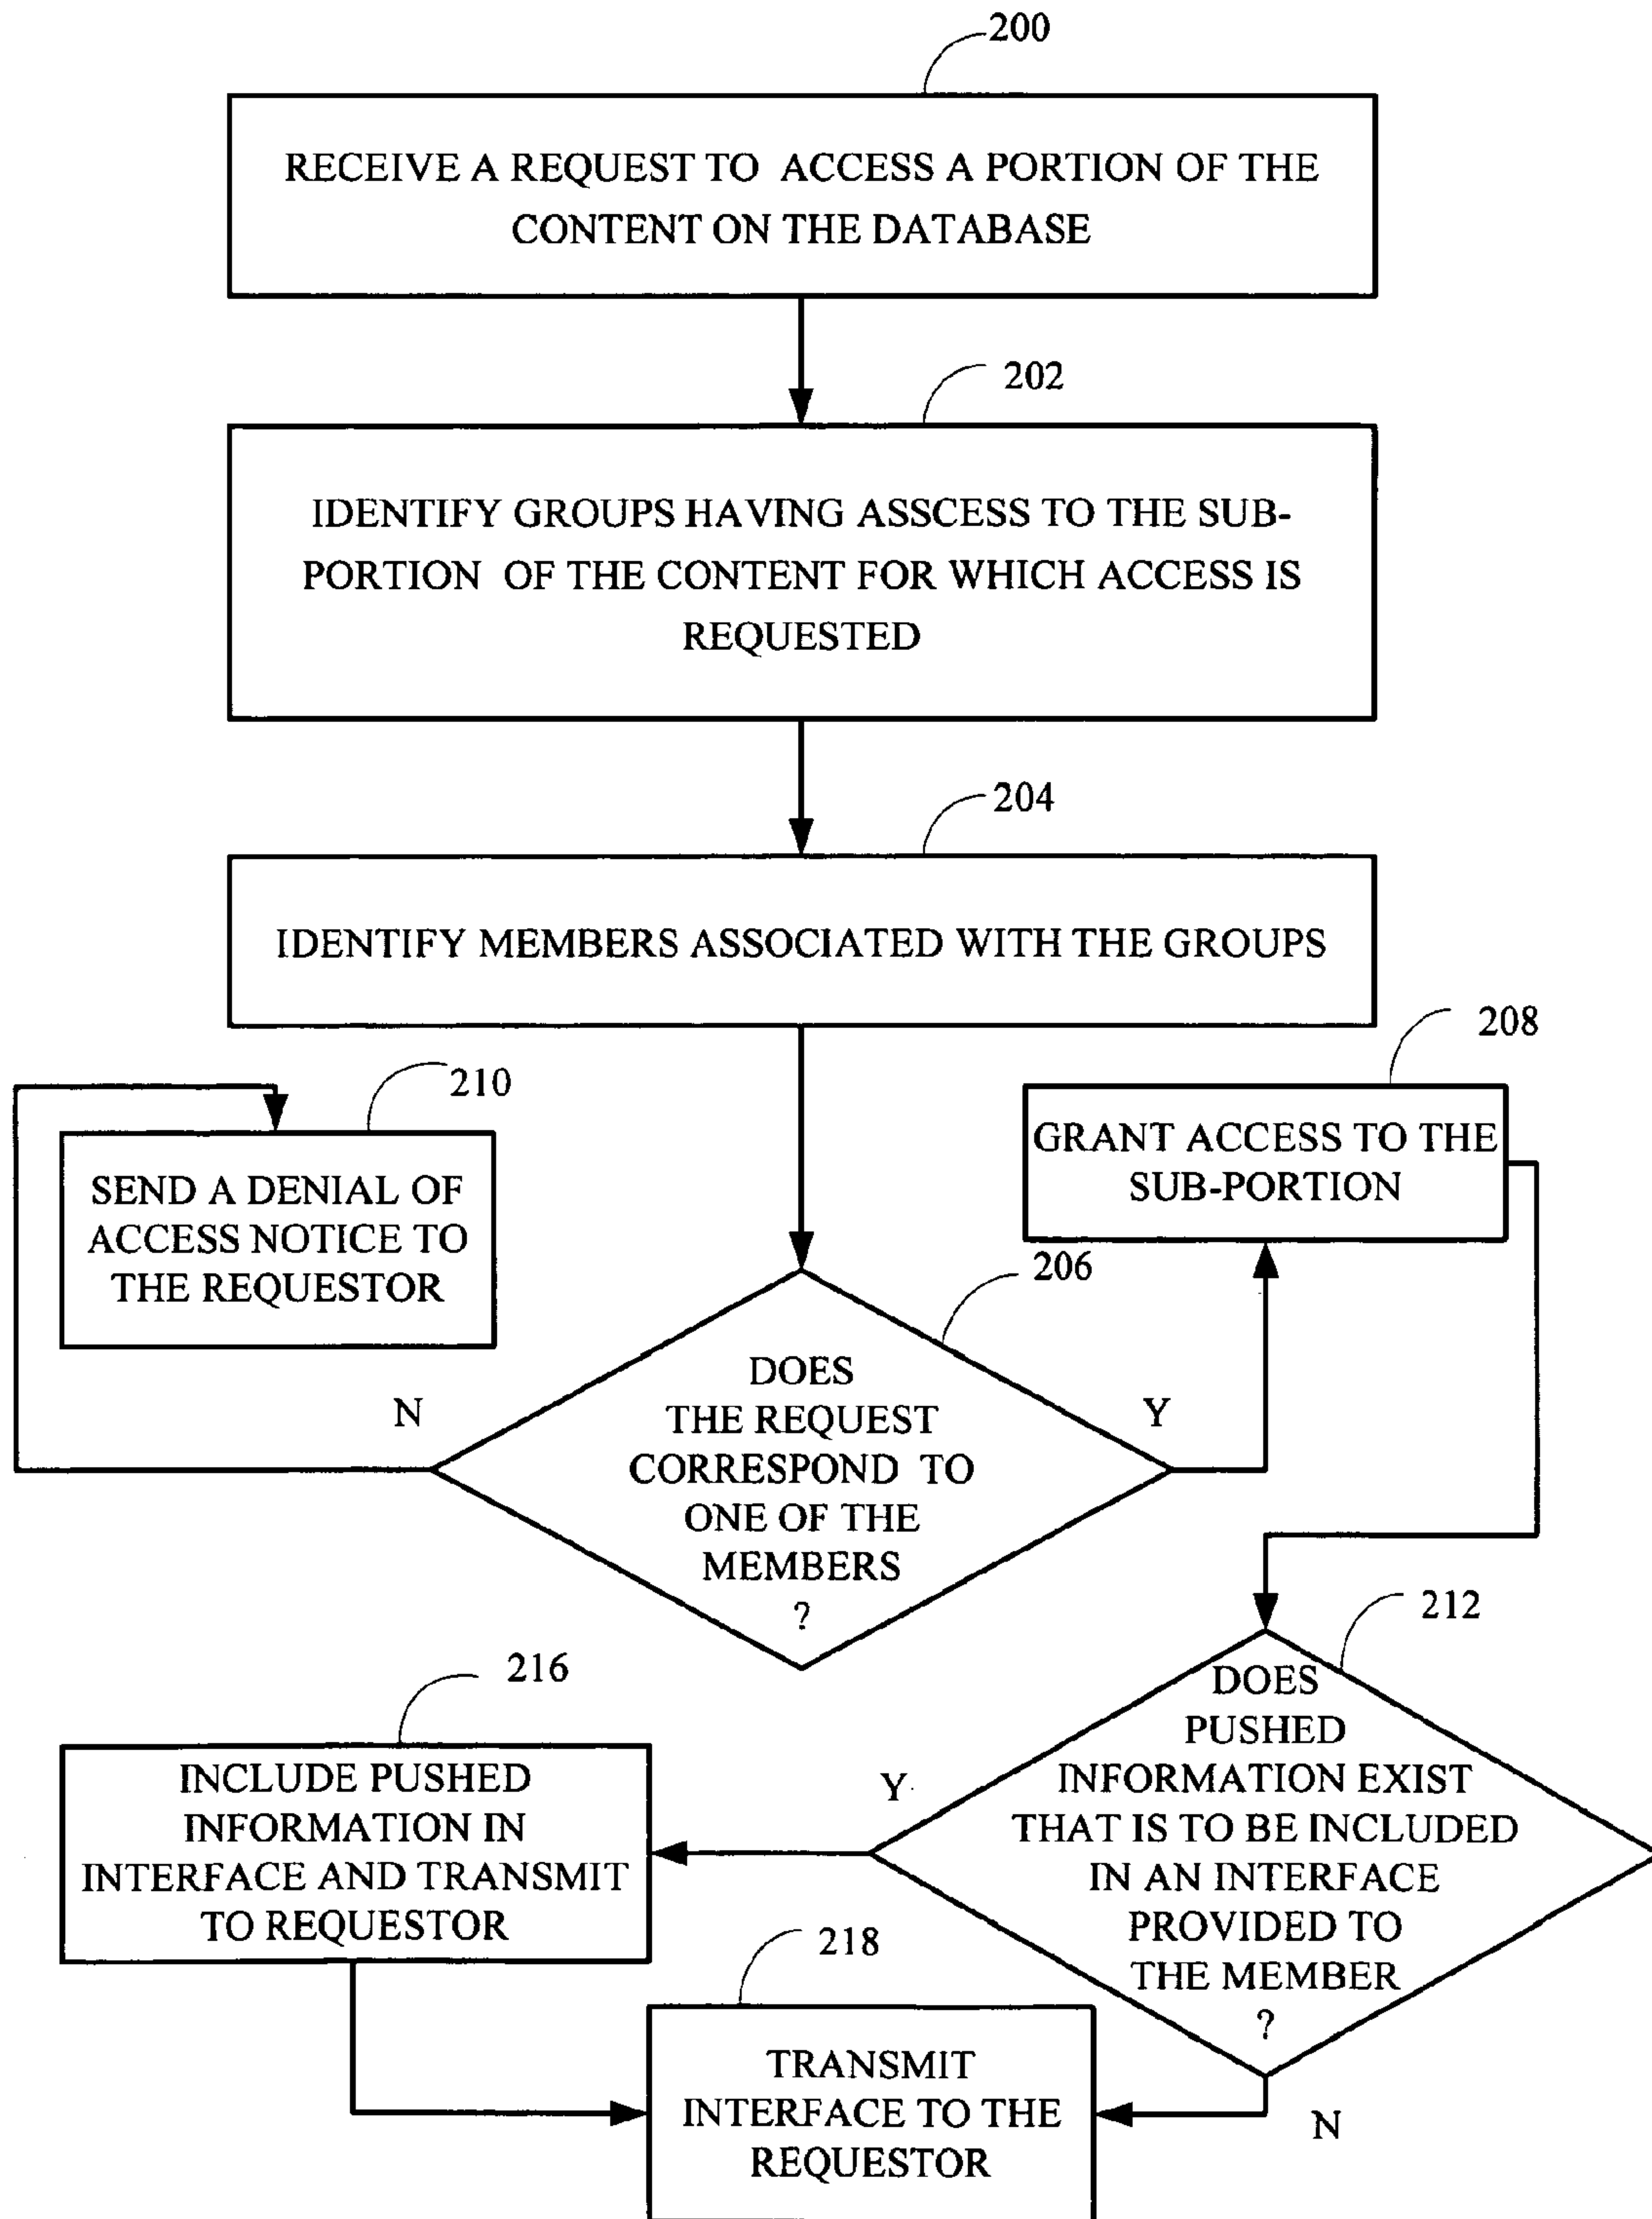 200
RECEIVE A REQUEST TO ACCESS A PORTION OF THE
CONTENT ON THE DATABASE
202
IDENTIFY GROUPS HAVING ASSCESS TO THE SUB-
PORTION OF THE CONTENT FOR WHICH ACCESS IS
REQUESTED
204
IDENTIFY MEMBERS ASSOCIATED WITH THE GROUPS
208
GRANT ACCESS TO THE
SUB-PORTION
210
SEND A DENIAL OF
ACCESS NOTICE TO
THE REQUESTOR
206
DOES
THE REQUEST
CORRESPOND TO
ONE OF THE
MEMBERS
?
N
Y
212
DOES
PUSHED
INFORMATION EXIST
THAT IS TO BE INCLUDED
IN AN INTERFACE
PROVIDED TO
THE MEMBER
?
Y
N
216
INCLUDE PUSHED
INFORMATION IN
INTERFACE AND TRANSMIT
TO REQUESTOR
218
TRANSMIT
INTERFACE TO THE
REQUESTOR